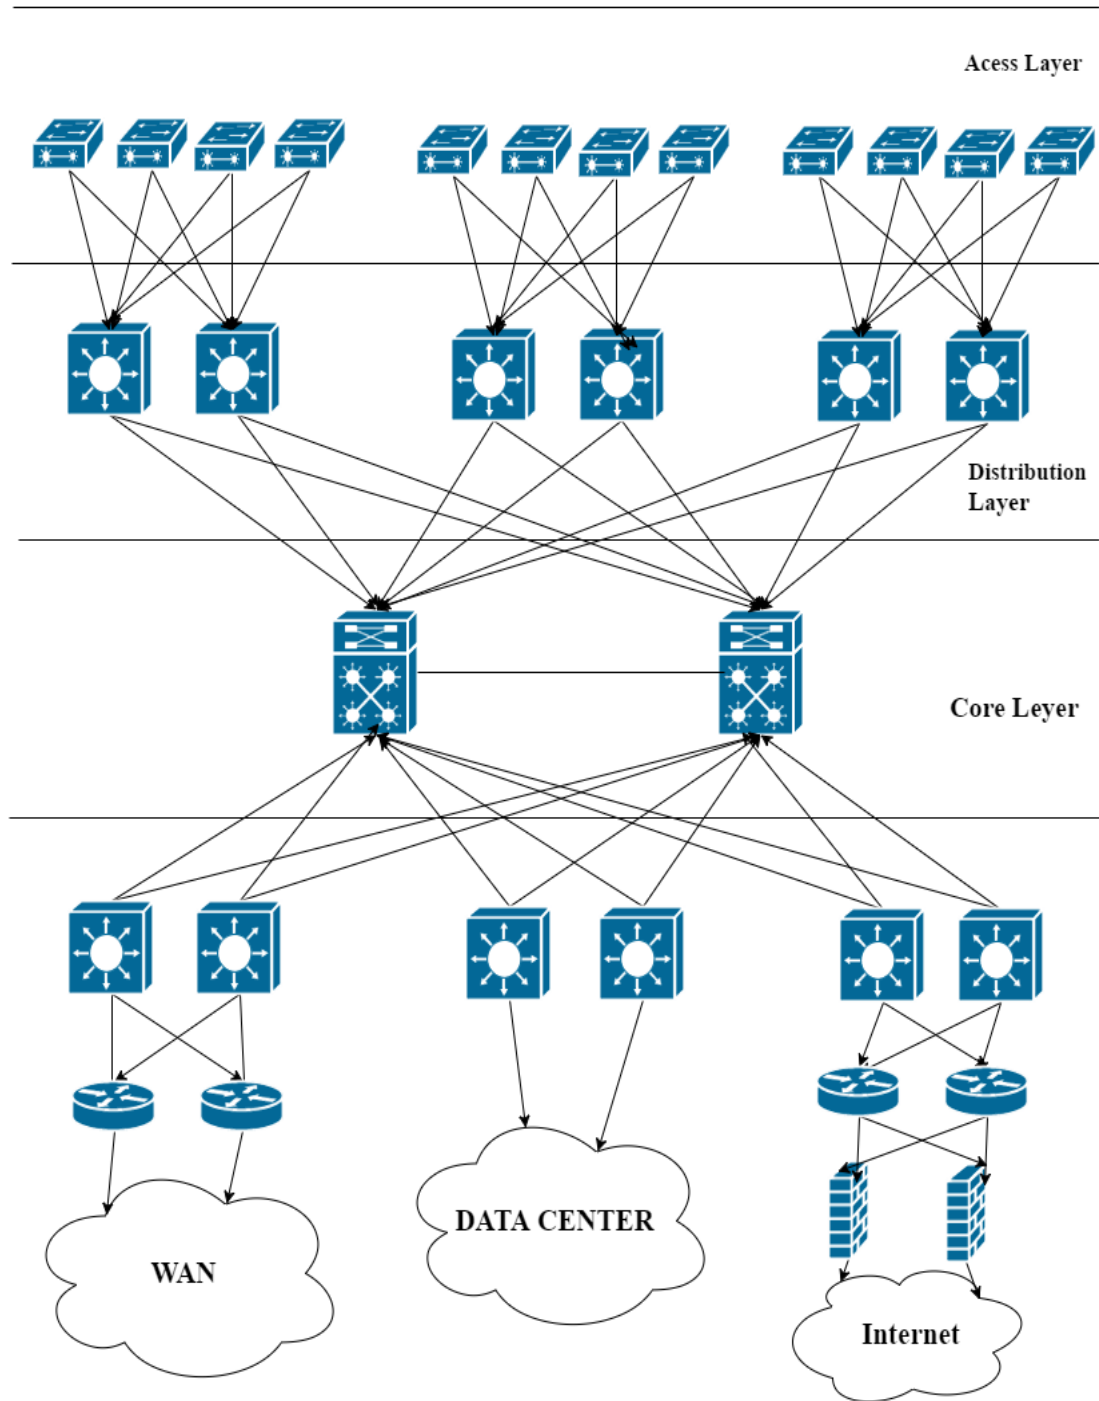 Acess Layer
Distribution
Layer
Core Leyer
DATA CENTER
WAN
Internet